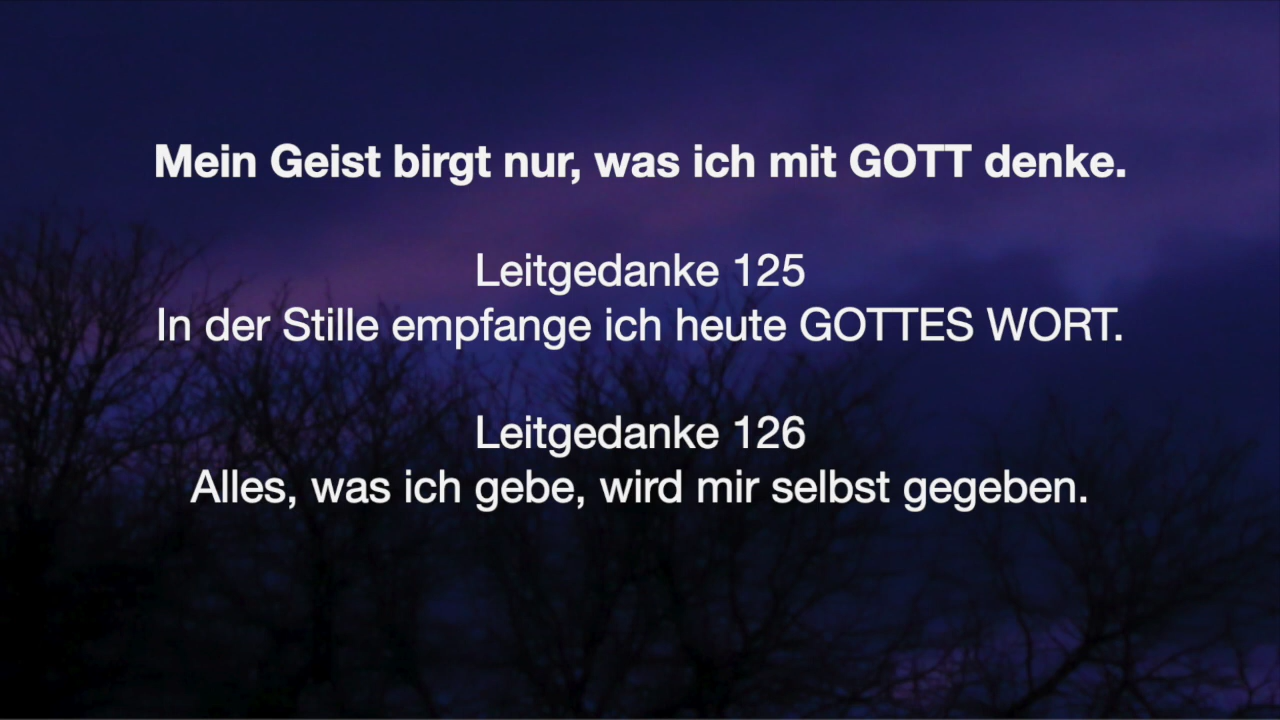 Mein Geist birgt nur, was ich mit GOTT denke.
Leitgedanke 125
In der Stille empfange ich heute GOTTES WORT.
Leitgedanke 126
Alles, was ich gebe, wird mir selbst gegeben.